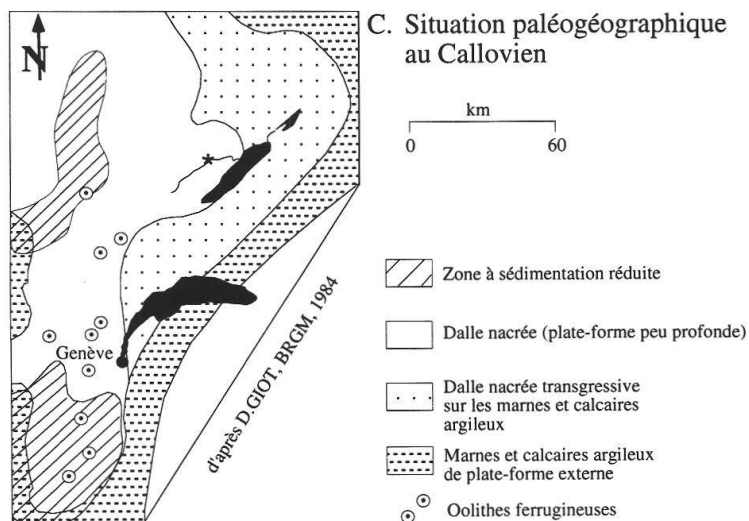 C. Situation paléogéographique
au Callovien
N
km
0 60
Zone à sédimentation réduite
Dalle nacrée (plate-forme peu profonde)
Genève
Dalle nacrée transgressive
sur les marnes et calcaires
argileux
Marnes et calcaires argileux
de plate-forme externe
Oolithes ferrugineuses
d'après D.GIOT, BRGM, 1984